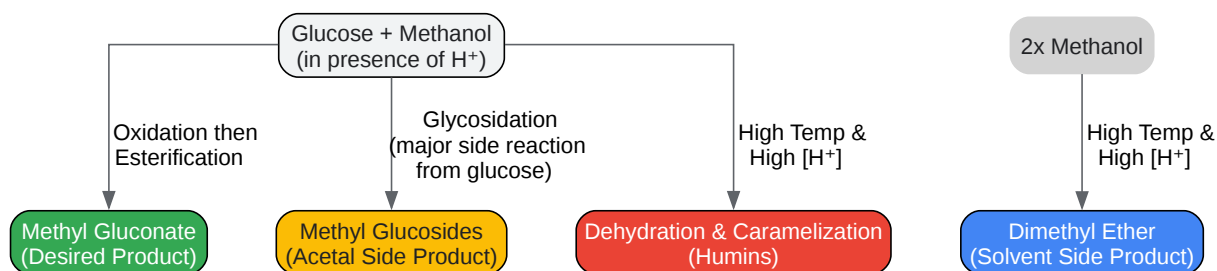 Glucose + Methanol
(in presence of H⁺)
2x Methanol
Oxidation then
Esterification
Glycosidation
(major side reaction
from glucose)
High Temp &
High [H⁺]
High Temp &
High [H⁺]
Methyl Gluconate
(Desired Product)
Methyl Glucosides
(Acetal Side Product)
Dehydration & Caramelization
(Humins)
Dimethyl Ether
(Solvent Side Product)